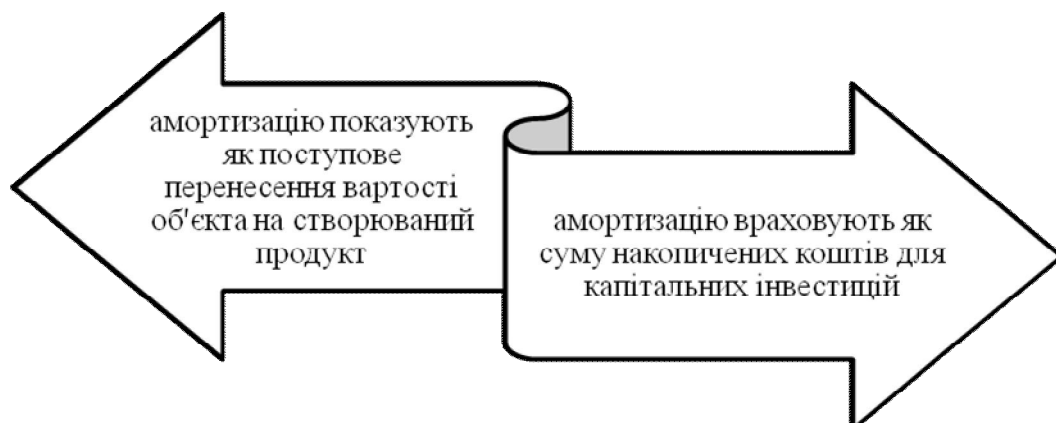 амортизацію показують
як поступове
перенесення вартості
об'єкта на створюваний
продукт
амортизацію враховують як
суму накопичених коштів для
капітальних інвестицій